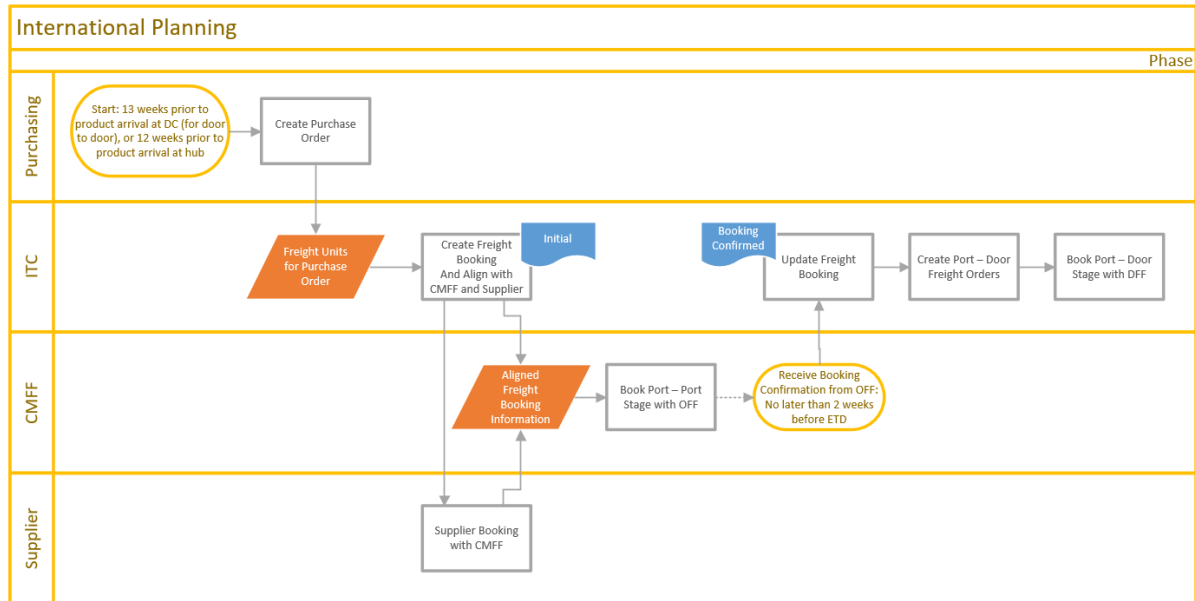 International Planning
Phase
Purchasing
Start: 13 weeks prior to
product arrival at DC (for door
to door), or 12 weeks prior to
product arrival at hub
Create Purchase
Order
ITC
Freight Units
for Purchase
Order
Create Freight
Booking
And Align with
CMFF and Supplier
Initial
Booking
Confirmed
Update Freight
Booking
Create Port – Door
Freight Orders
Book Port – Door
Stage with DFF
CMFF
Aligned
Freight
Booking
Information
Book Port – Port
Stage with OFF
Receive Booking
Confirmation from OFF:
No later than 2 weeks
before ETD
Supplier
Supplier Booking
with CMFF